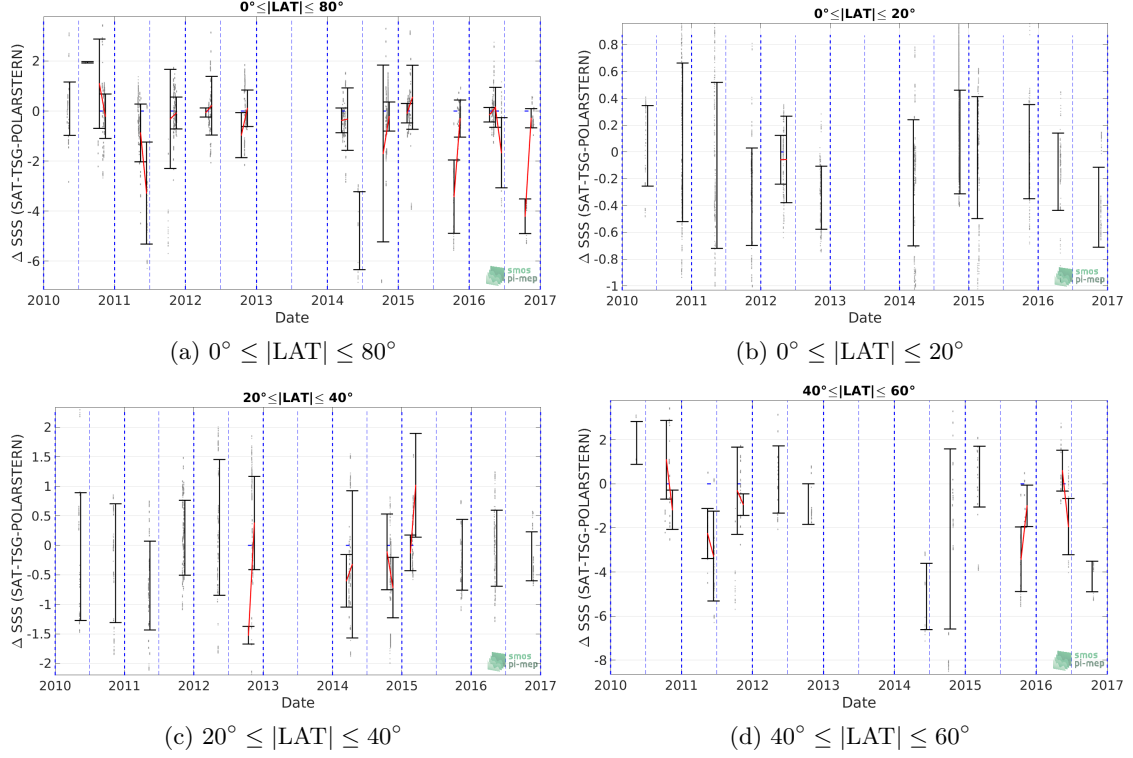 0°≤|LAT|≤ 80°
Δ SSS (SAT-TSG-POLARSTERN)
2
0
-2
-4
-6
2010 2011 2012 2013 2014 2015 2016 2017
Date
smos
pi-mep
(a) 0° ≤ |LAT| ≤ 80°
0°≤|LAT|≤ 20°
Δ SSS (SAT-TSG-POLARSTERN)
0.8
0.6
0.4
0.2
0
-0.2
-0.4
-0.6
-0.8
-1
2010 2011 2012 2013 2014 2015 2016 2017
Date
smos
pi-mep
(b) 0° ≤ |LAT| ≤ 20°
20°≤|LAT|≤ 40°
Δ SSS (SAT-TSG-POLARSTERN)
2
1.5
1
0.5
0
-0.5
-1
-1.5
-2
2010 2011 2012 2013 2014 2015 2016 2017
Date
smos
pi-mep
(c) 20° ≤ |LAT| ≤ 40°
40°≤|LAT|≤ 60°
Δ SSS (SAT-TSG-POLARSTERN)
2
0
-2
-4
-6
-8
2010 2011 2012 2013 2014 2015 2016 2017
Date
smos
pi-mep
(d) 40° ≤ |LAT| ≤ 60°